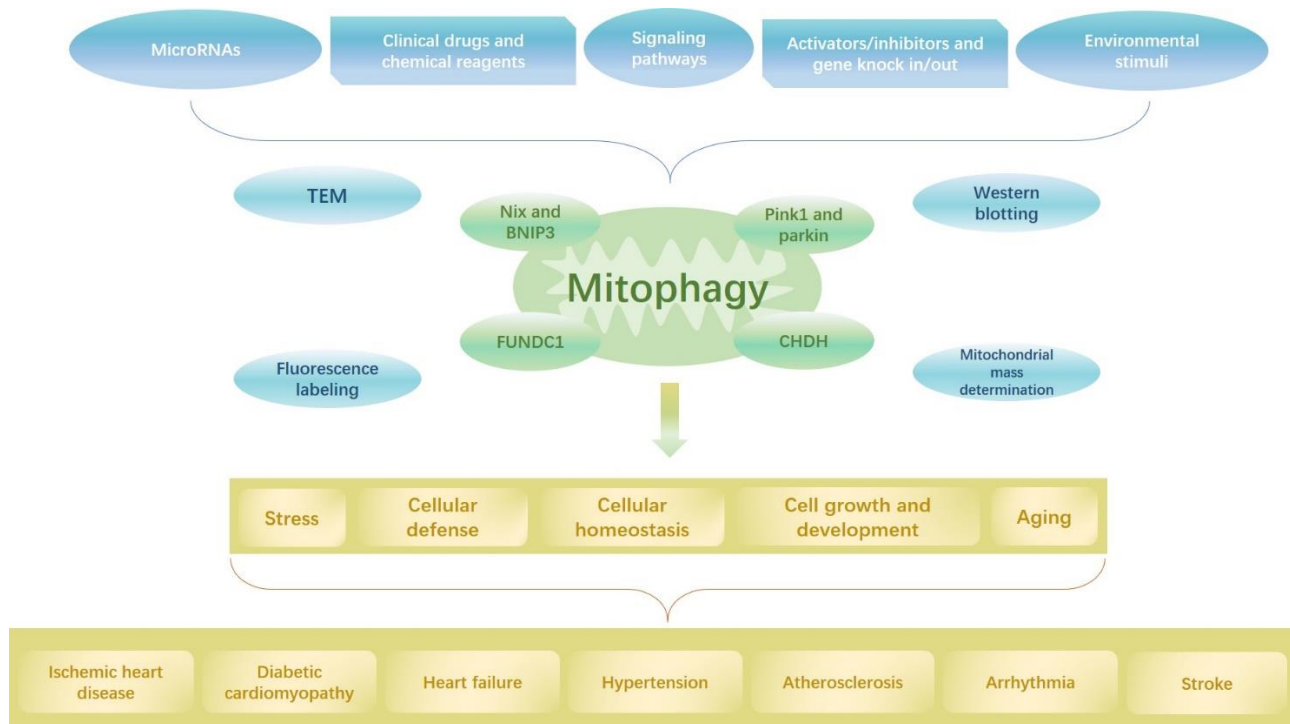 MicroRNAs
Clinical drugs and
chemical reagents
Signaling
pathways
Activators/inhibitors and
gene knock in/out
Environmental
stimuli
TEM
Nix and
BNIP3
Pink1 and
parkin
Western
blotting
Mitophagy
Fluorescence
labeling
FUNDC1
CHDH
Mitochondrial
mass
determination
Stress
Cellular
defense
Cellular
homeostasis
Cell growth and
development
Aging
Ischemic heart
disease
Diabetic
cardiomyopathy
Heart failure
Hypertension
Atherosclerosis
Arrhythmia
Stroke